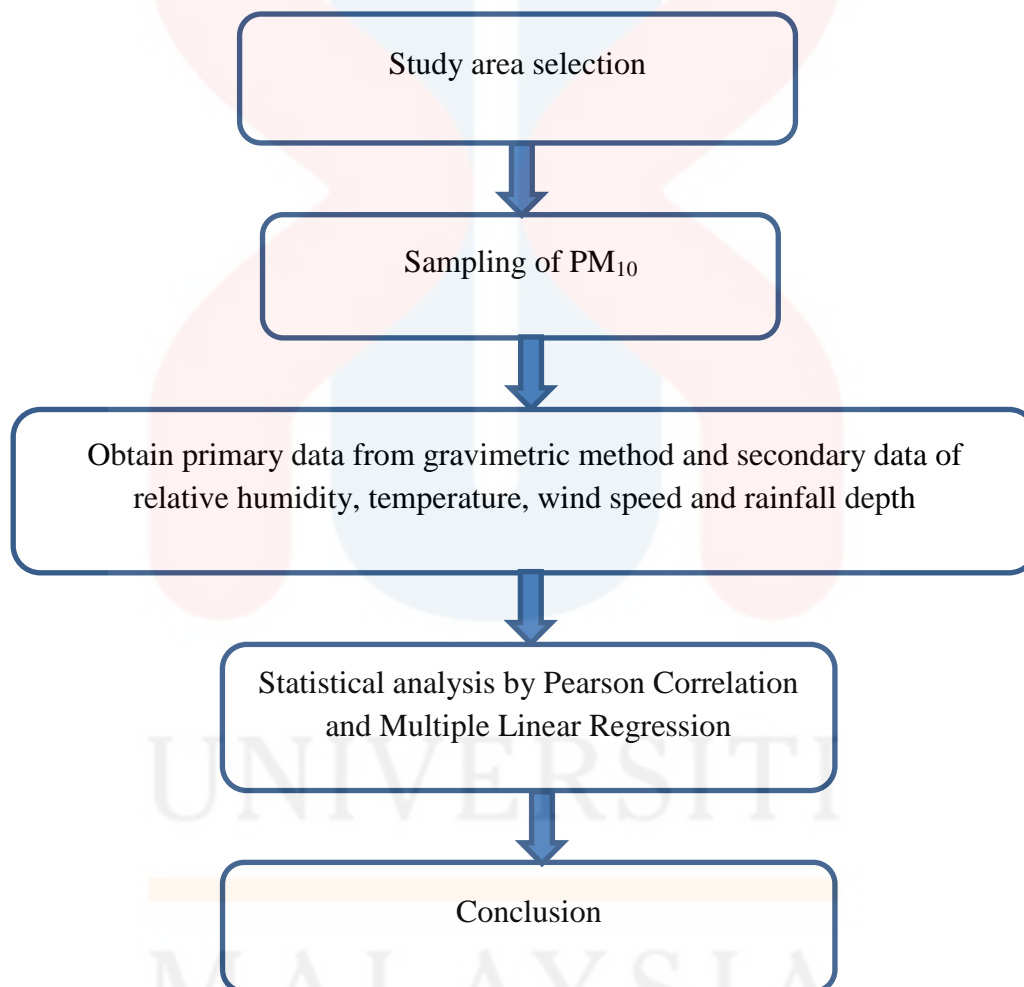 Study area selection
Sampling of PM₁₀
Obtain primary data from gravimetric method and secondary data of
relative humidity, temperature, wind speed and rainfall depth
Statistical analysis by Pearson Correlation
and Multiple Linear Regression
UNIVERSITI
Conclusion
MALAYSIA